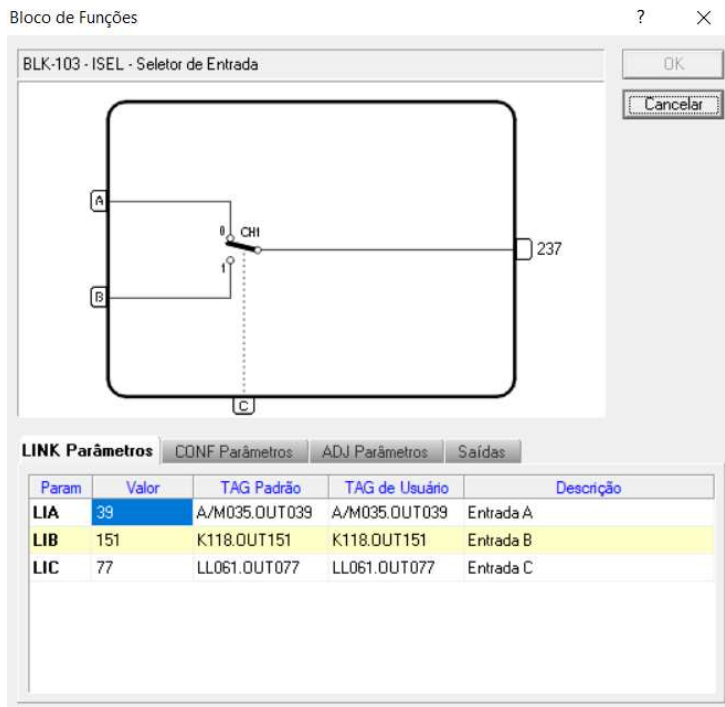 Bloco de Funções ? ×
BLK-103 - ISEL - Seletor de Entrada
OK
Cancelar
A
0 CH1
237
1
B
C
LINK Parâmetros CONF Parâmetros ADJ Parâmetros Saídas
Param Valor TAG Padrão TAG de Usuário Descrição
LIA 39 A/M035.OUT039 A/M035.OUT039 Entrada A
LIB 151 K118.OUT151 K118.OUT151 Entrada B
LIC 77 LL061.OUT077 LL061.OUT077 Entrada C